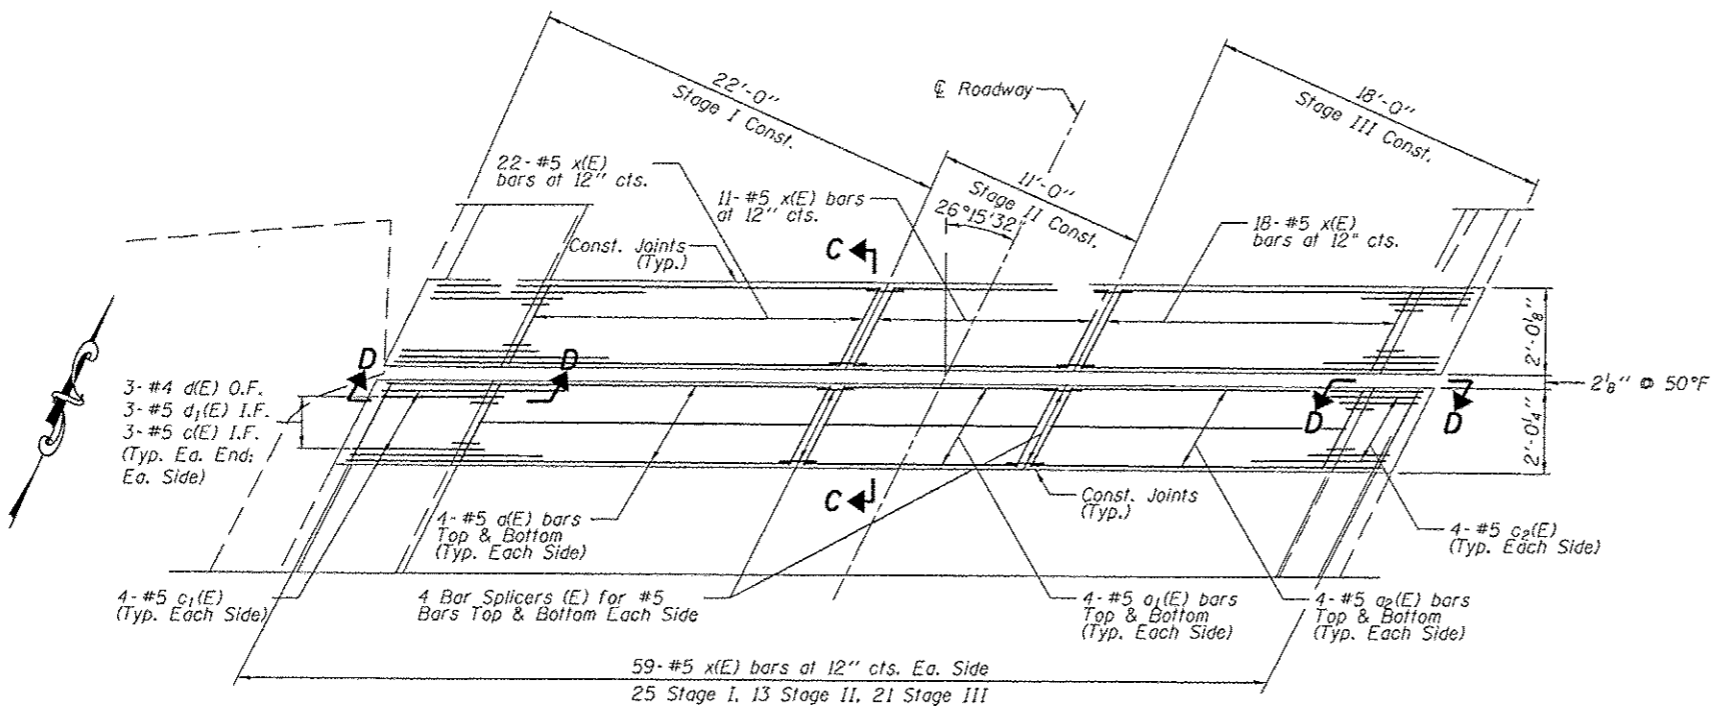 22'-0"
Stage I Const.
℄ Roadway
18'-0"
Stage III Const.
22-#5 x(E)
bars at 12" cts.
11-#5 x(E) bars
at 12" cts.
11'-0"
Stage II Const.
26°15'32"
18-#5 x(E)
bars at 12" cts.
Const. Joints
(Typ.)
C
2'-0⅛"
D
D
2⅛" @ 50°F
3-#4 d(E) O.F.
3-#5 d₁(E) I.F.
3-#5 c(E) I.F.
(Typ. Ea. End;
Ea. Side)
D
D
2'-0¼"
C
Const. Joints
(Typ.)
4-#5 a(E) bars
Top & Bottom
(Typ. Each Side)
4-#5 c₂(E)
(Typ. Each Side)
4-#5 c₁(E)
(Typ. Each Side)
4 Bar Splicers (E) for #5
Bars Top & Bottom Each Side
4-#5 a₁(E) bars
Top & Bottom
(Typ. Each Side)
4-#5 a₂(E) bars
Top & Bottom
(Typ. Each Side)
59-#5 x(E) bars at 12" cts. Ea. Side
25 Stage I, 13 Stage II, 21 Stage III